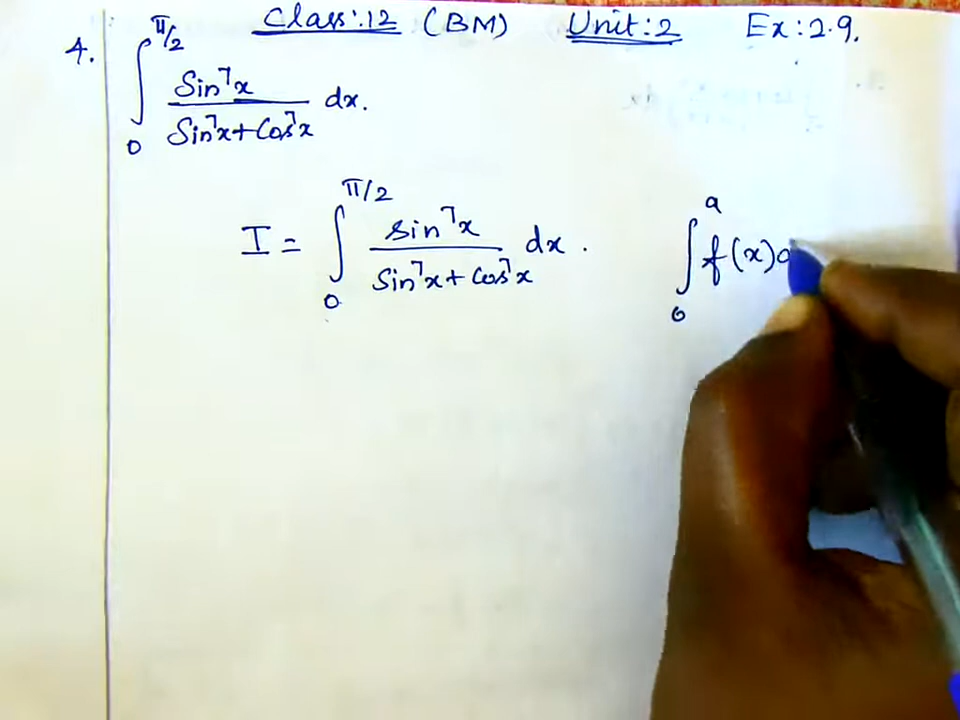 Class:12 (BM) Unit:2 Ex:2.9.
4. ∫₀^{π/2} Sin⁷x / Sin⁷x+Cos⁷x dx.
I = ∫₀^{π/2} sin⁷x / Sin⁷x+cos⁷x dx. ∫₀^a f(x)